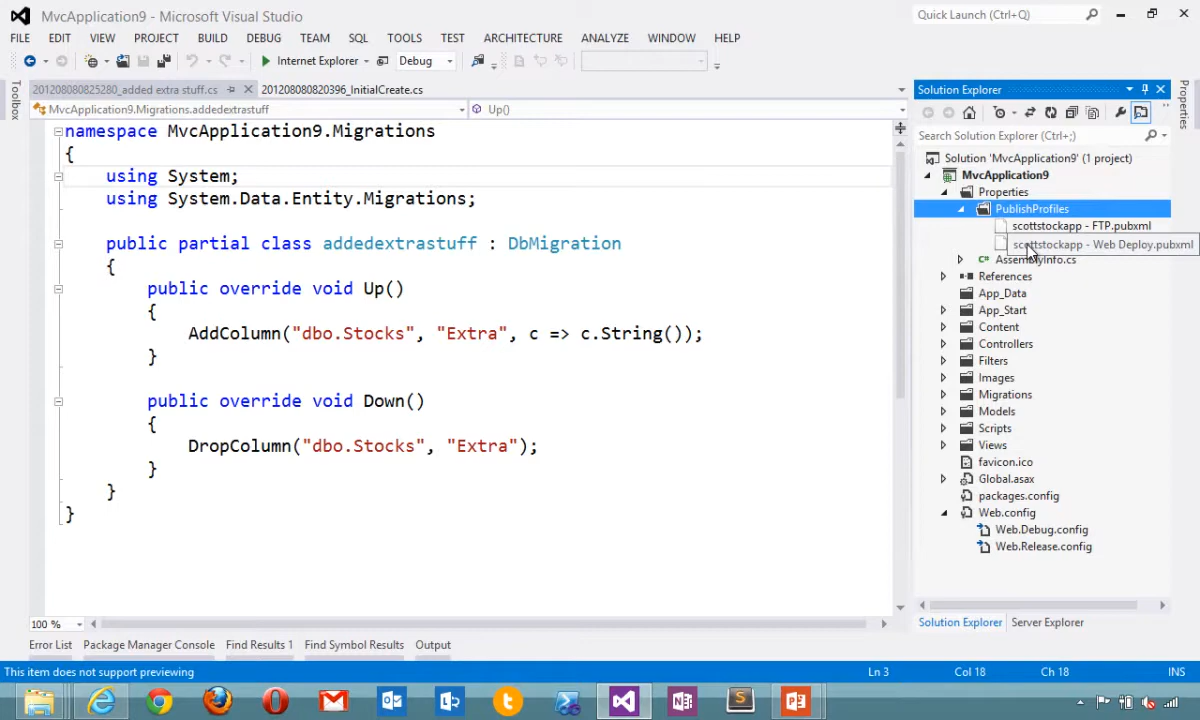 MvcApplication9 - Microsoft Visual Studio
Quick Launch (Ctrl+Q)
FILE EDIT VIEW PROJECT BUILD DEBUG TEAM SQL TOOLS TEST ARCHITECTURE ANALYZE WINDOW HELP
Internet Explorer Debug
Toolbox
201208080825280_added extra stuff.cs 201208080820396_InitialCreate.cs
MvcApplication9.Migrations.addedextrastuff Up()
namespace MvcApplication9.Migrations
{
using System;
using System.Data.Entity.Migrations;
public partial class addedextrastuff : DbMigration
{
public override void Up()
{
AddColumn("dbo.Stocks", "Extra", c => c.String());
}
public override void Down()
{
DropColumn("dbo.Stocks", "Extra");
}
}
}
100 %
Solution Explorer
Search Solution Explorer (Ctrl+;)
Solution 'MvcApplication9' (1 project)
MvcApplication9
Properties
PublishProfiles
scottstockapp - FTP.pubxml
scottstockapp - Web Deploy.pubxml
AssemblyInfo.cs
References
App_Data
App_Start
Content
Controllers
Filters
Images
Migrations
Models
Scripts
Views
favicon.ico
Global.asax
packages.config
Web.config
Web.Debug.config
Web.Release.config
Solution Explorer Server Explorer
Properties
Error List Package Manager Console Find Results 1 Find Symbol Results Output
This item does not support previewing Ln 3 Col 18 Ch 18 INS